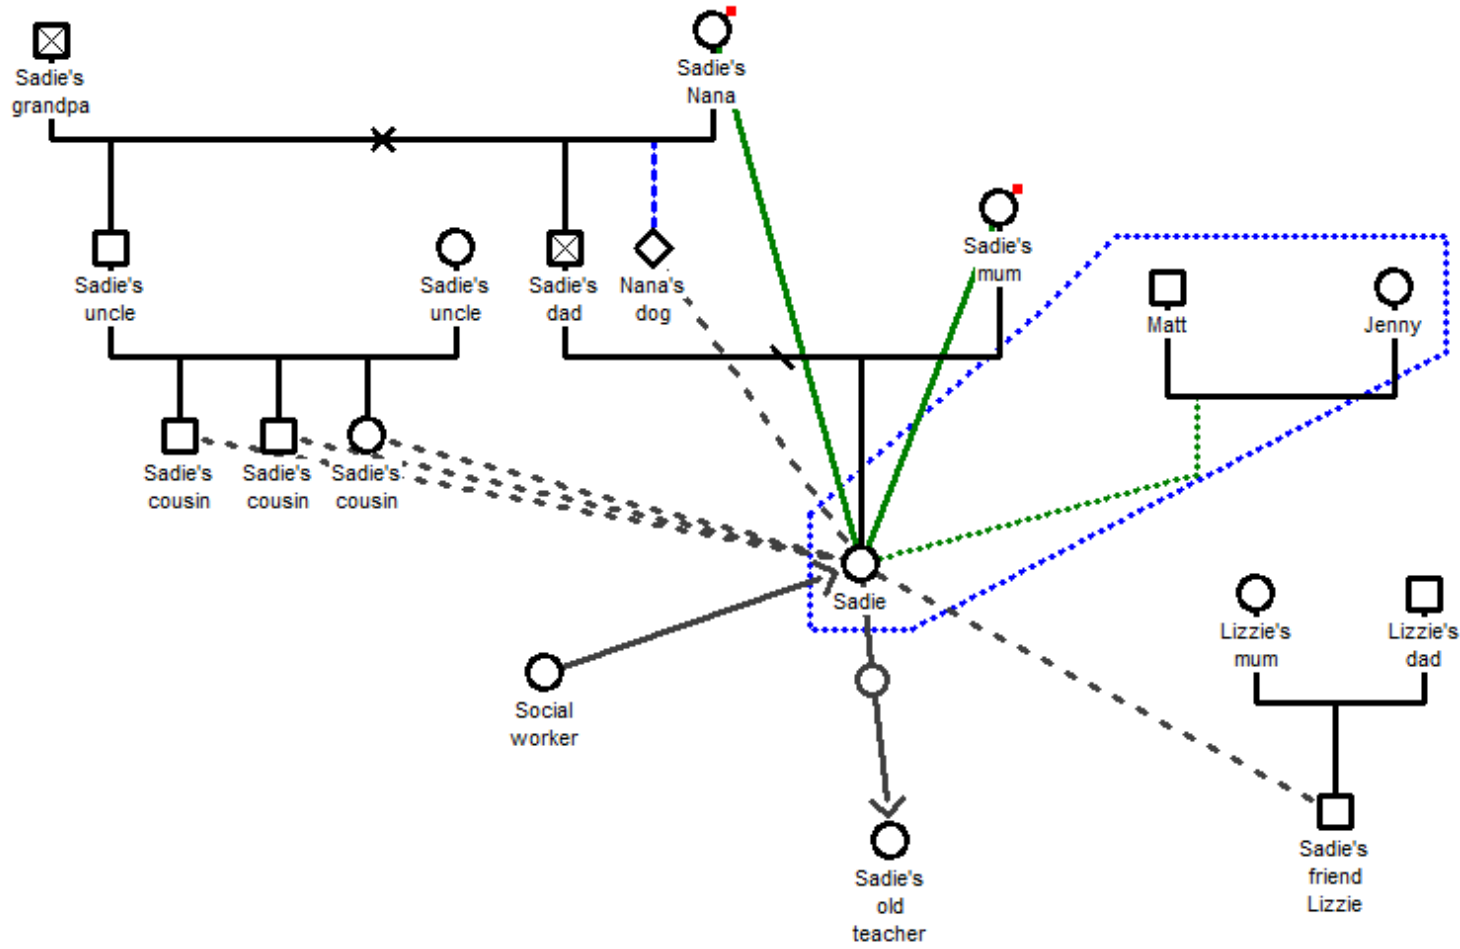 Sadie's
grandpa
Sadie's
Nana
Sadie's
uncle
Sadie's
uncle
Sadie's
dad
Nana's
dog
Sadie's
mum
Matt
Jenny
Sadie's
cousin
Sadie's
cousin
Sadie's
cousin
Sadie
Lizzie's
mum
Lizzie's
dad
Social
worker
Sadie's
old
teacher
Sadie's
friend
Lizzie